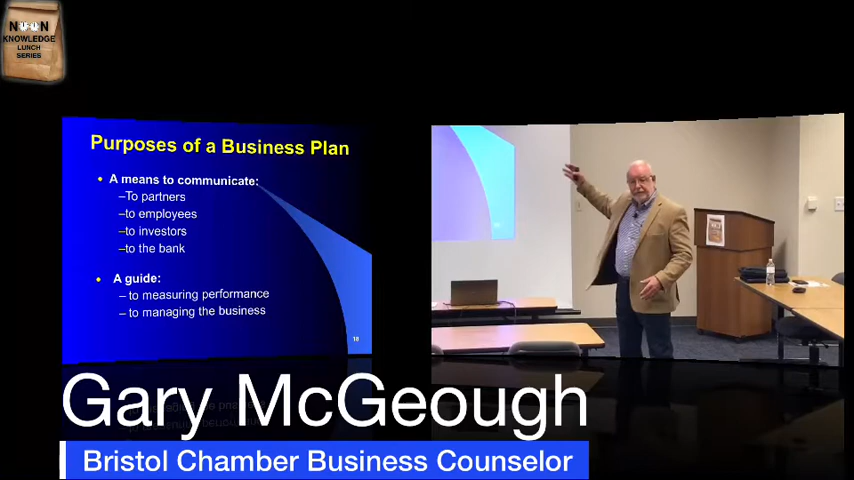 NOON
KNOWLEDGE
LUNCH
SERIES
Purposes of a Business Plan
• A means to communicate:
–To partners
–to employees
–to investors
–to the bank
• A guide:
– to measuring performance
– to managing the business
18
Gary McGeough
Bristol Chamber Business Counselor